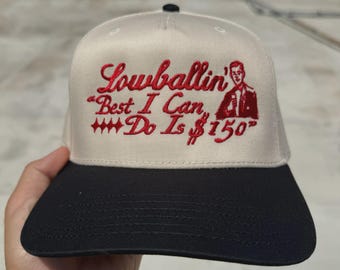 Lowballin'
"Best I Can
Do Is $150"